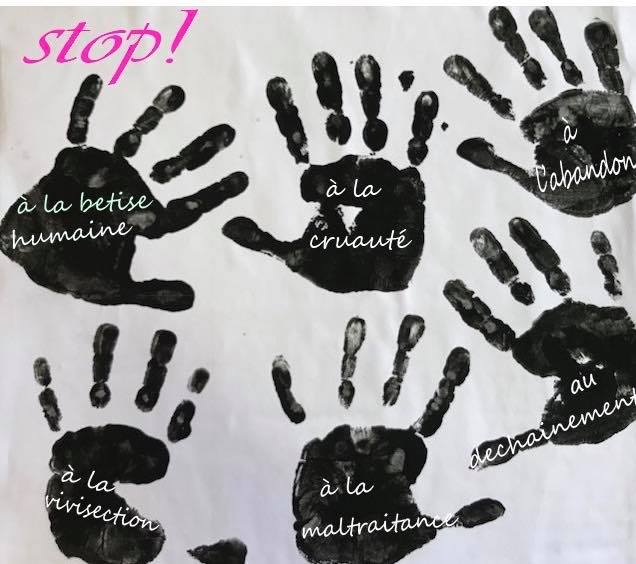 stop!
à la betise
humaine
à la
cruauté
à
l'abandon
à la
vivisection
à la
maltraitance
au
dechainement